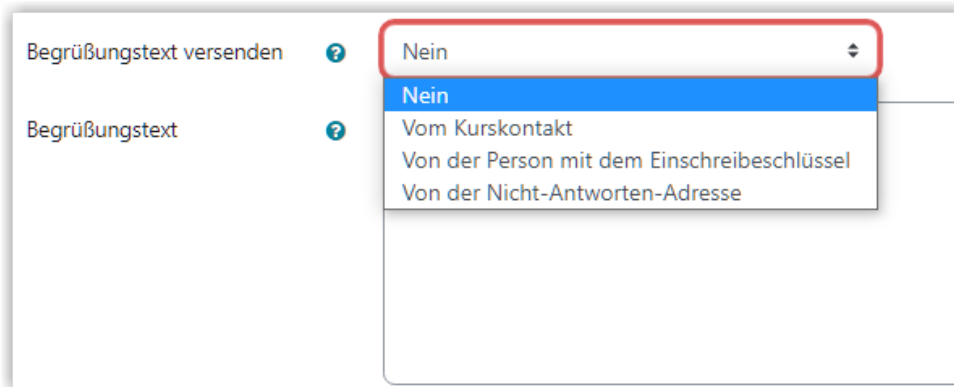 Begrüßungstext versenden ? Nein
Nein
Vom Kurskontakt
Begrüßungstext ?
Von der Person mit dem Einschreibeschlüssel
Von der Nicht-Antworten-Adresse